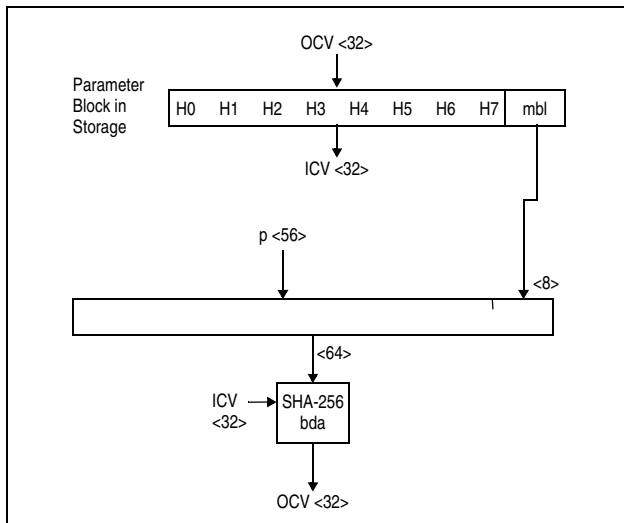 OCV <32>
Parameter
Block in
Storage
H0 H1 H2 H3 H4 H5 H6 H7 mbl
ICV <32>
p <56>
<8>
<64>
ICV
<32>
SHA-256
bda
OCV <32>